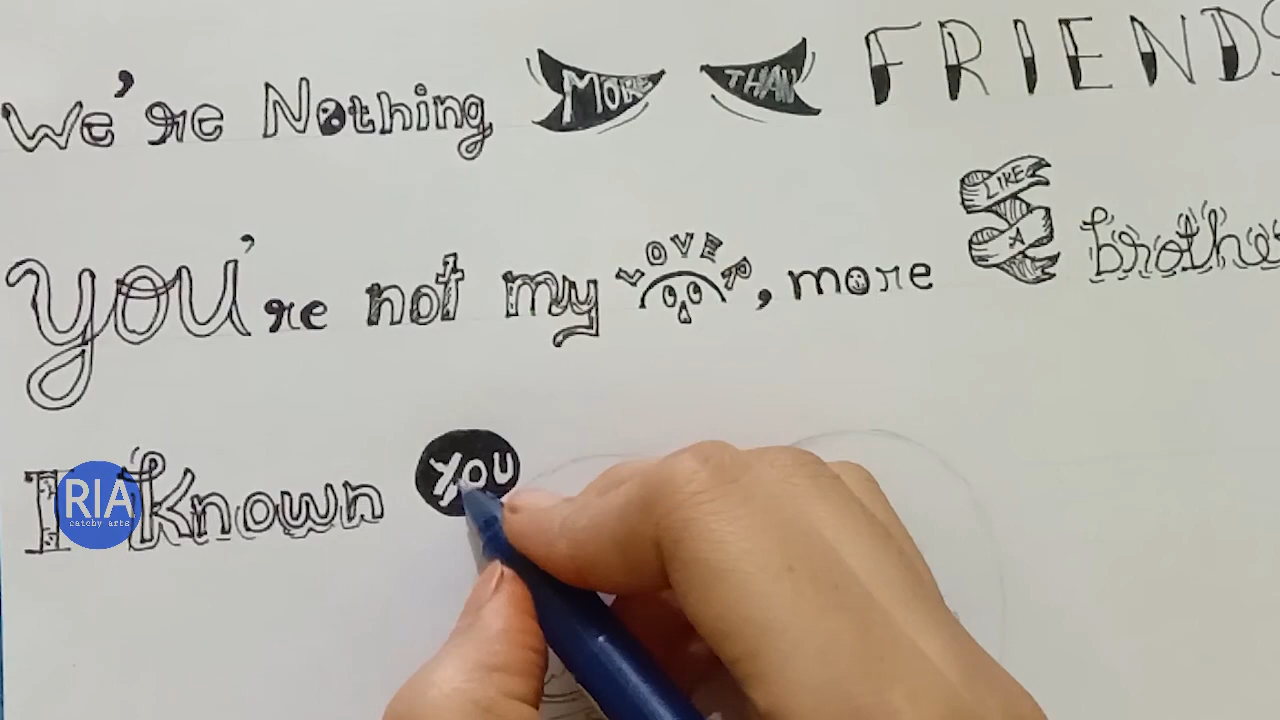 We're Nothing MORE THAN FRIENDS
YOU're not my LOVER, more LIKE A brother
I Known YOU
RIA
catchy arts